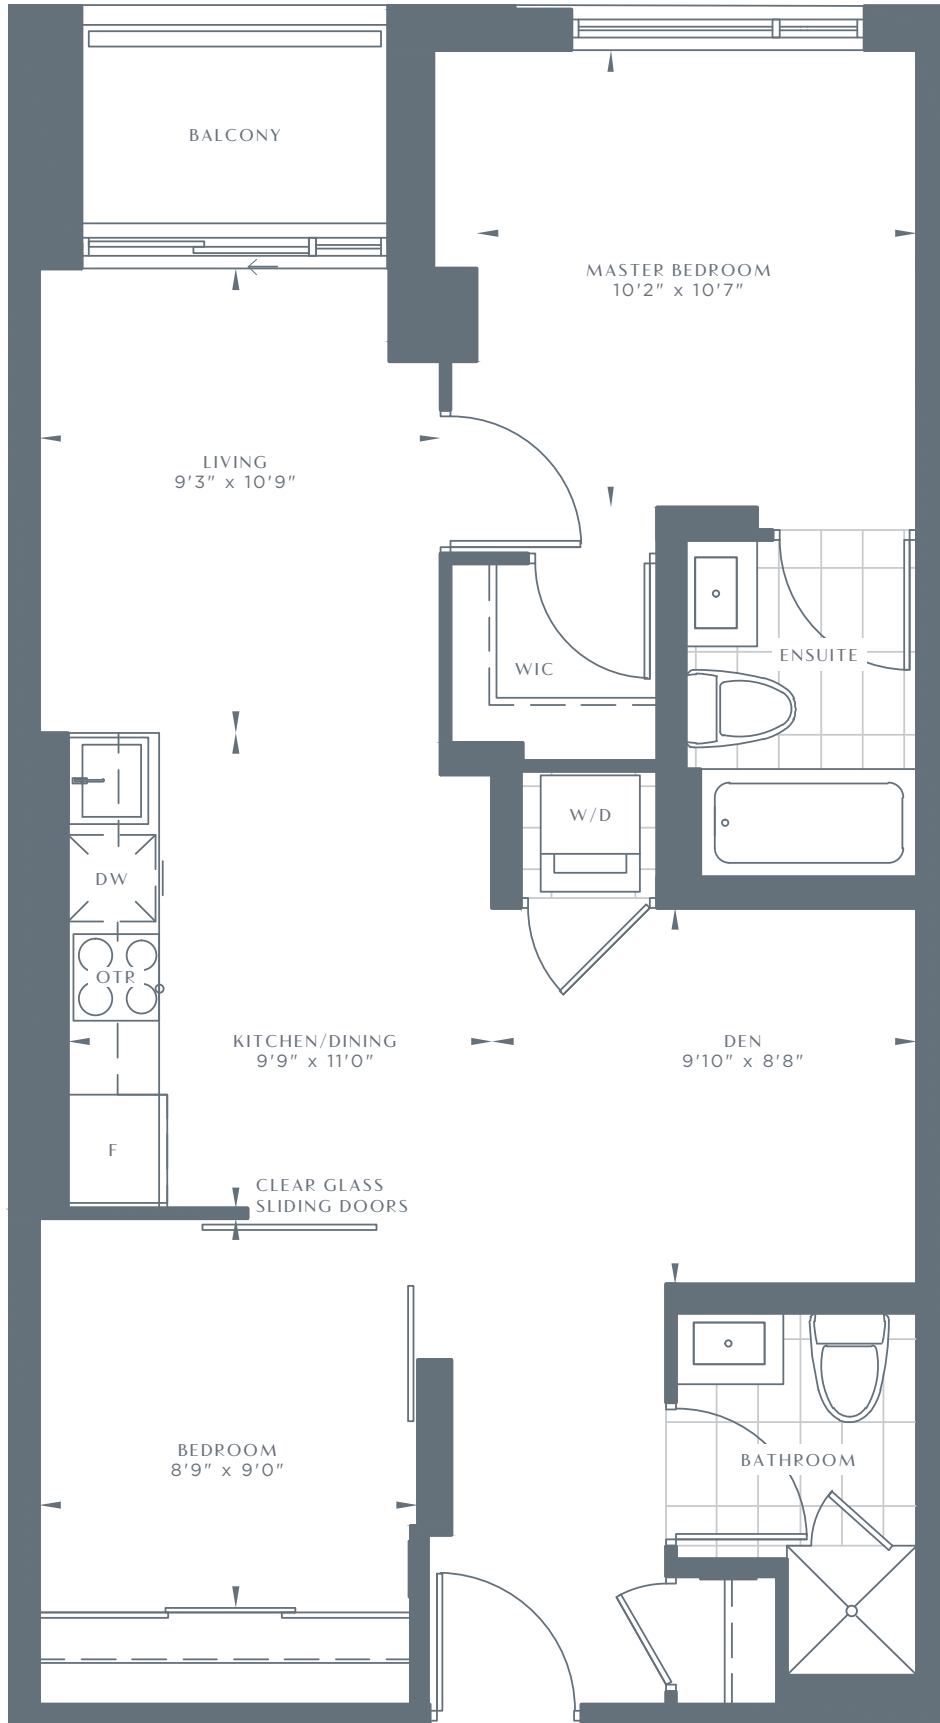 BALCONY
MASTER BEDROOM
10'2" x 10'7"
LIVING
9'3" x 10'9"
ENSUITE
WIC
W/D
DW
OTR
KITCHEN/DINING
9'9" x 11'0"
DEN
9'10" x 8'8"
F
CLEAR GLASS
SLIDING DOORS
BEDROOM
8'9" x 9'0"
BATHROOM